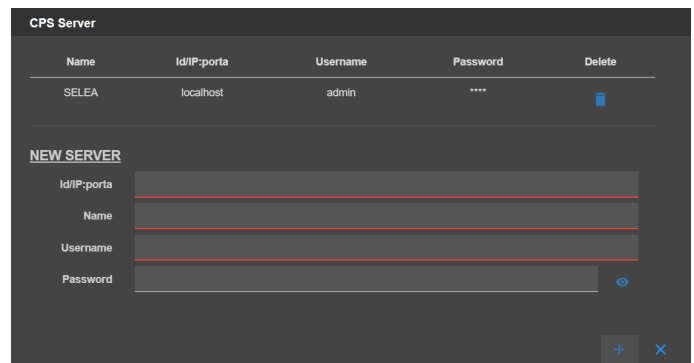 CPS Server
Name Id/IP:porta Username Password Delete
SELEA localhost admin ****
NEW SERVER
Id/IP:porta
Name
Username
Password